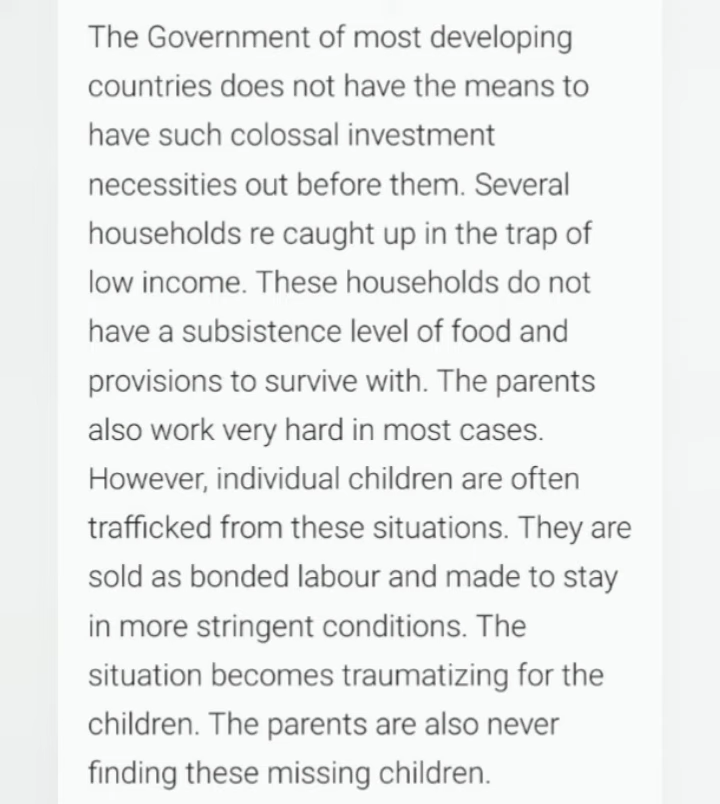 The Government of most developing
countries does not have the means to
have such colossal investment
necessities out before them. Several
households re caught up in the trap of
low income. These households do not
have a subsistence level of food and
provisions to survive with. The parents
also work very hard in most cases.
However, individual children are often
trafficked from these situations. They are
sold as bonded labour and made to stay
in more stringent conditions. The
situation becomes traumatizing for the
children. The parents are also never
finding these missing children.